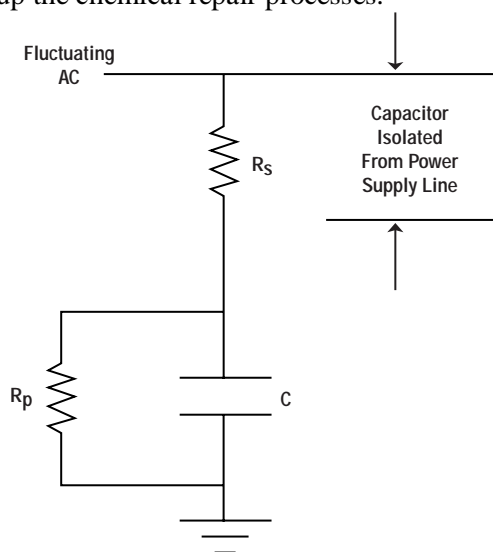 up the chemical repair processes.
Fluctuating
AC
Capacitor
Isolated
From Power
Supply Line
Rs
Rp
C